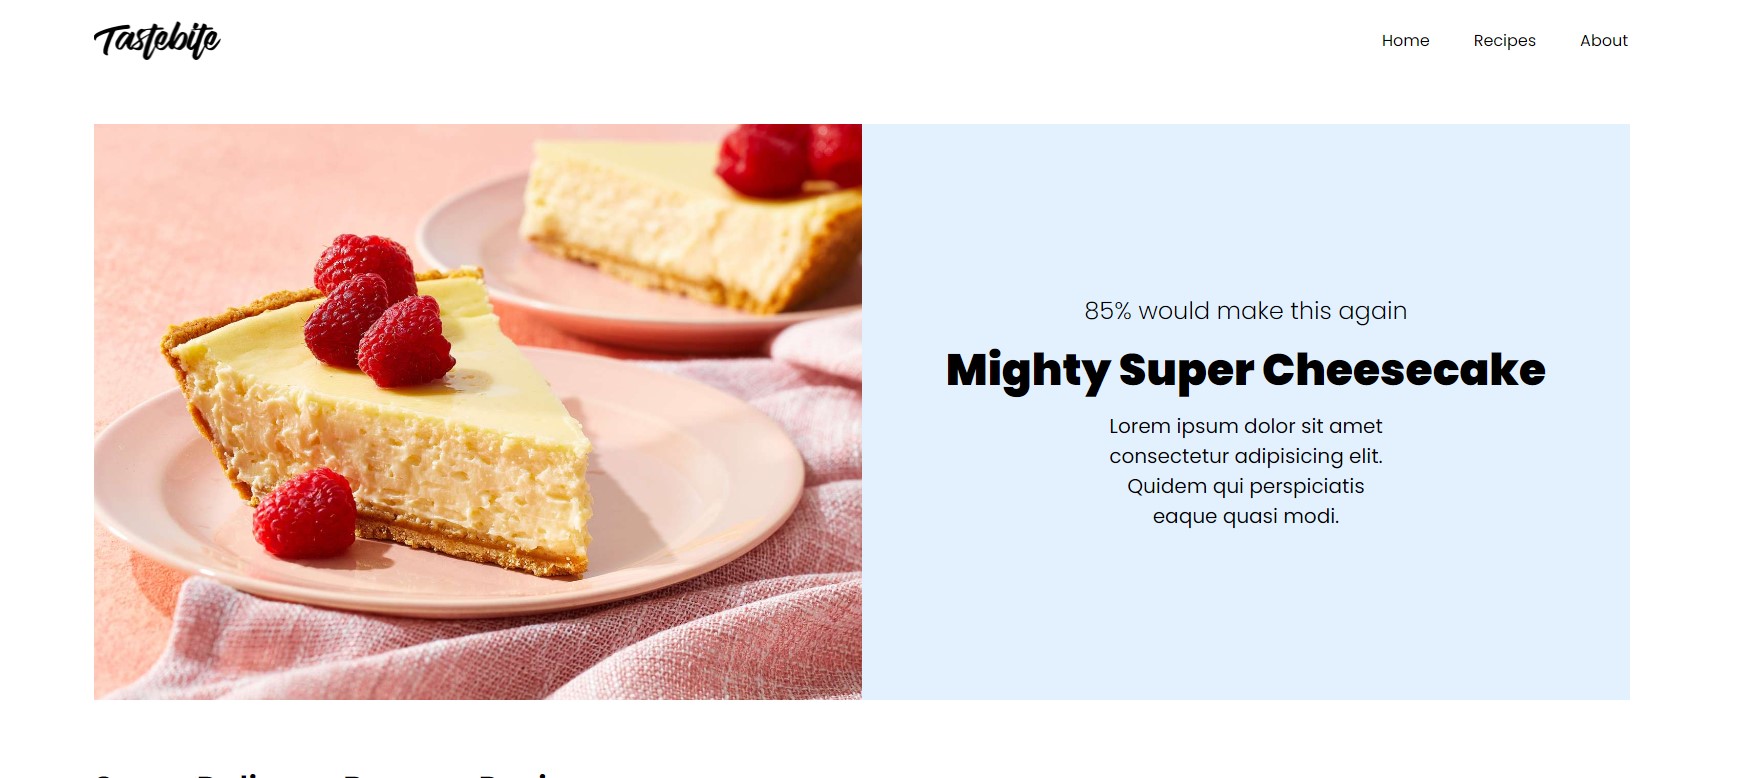 Tastebite
Home Recipes About
85% would make this again
Mighty Super Cheesecake
Lorem ipsum dolor sit amet
consectetur adipisicing elit.
Quidem qui perspiciatis
eaque quasi modi.